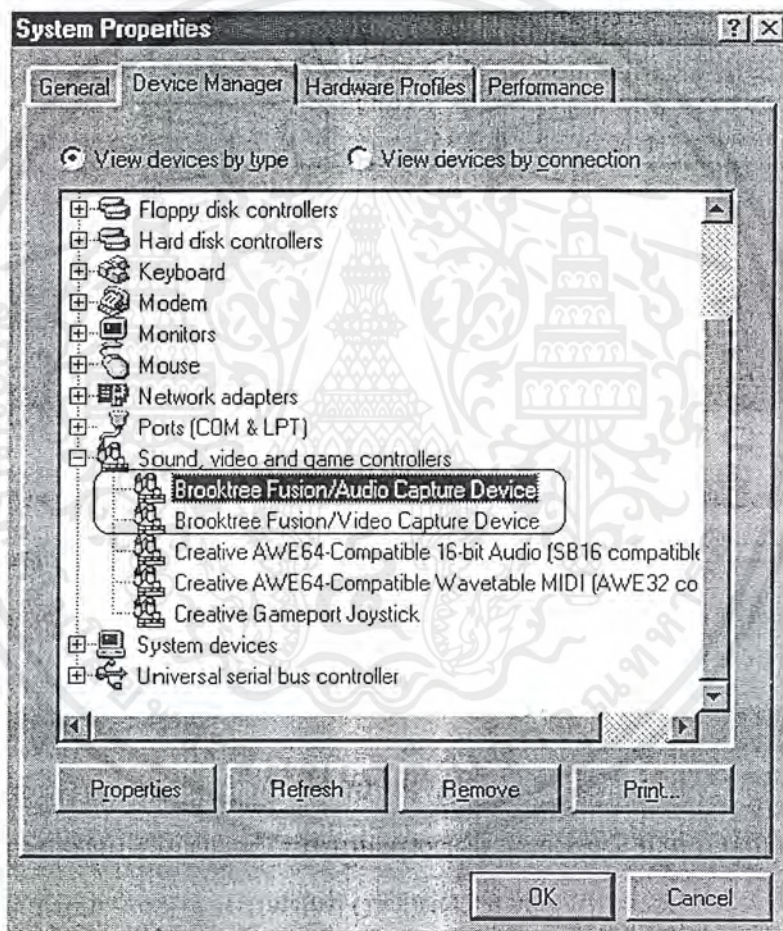 System Properties
General Device Manager Hardware Profiles Performance
View devices by type View devices by connection
Floppy disk controllers
Hard disk controllers
Keyboard
Modem
Monitors
Mouse
Network adapters
Ports (COM & LPT)
Sound, video and game controllers
Brooktree Fusion/Audio Capture Device
Brooktree Fusion/Video Capture Device
Creative AWE64-Compatible 16-bit Audio (SB16 compatible
Creative AWE64-Compatible Wavetable MIDI (AWE32 co
Creative Gameport Joystick
System devices
Universal serial bus controller
Properties Refresh Remove Print...
OK Cancel